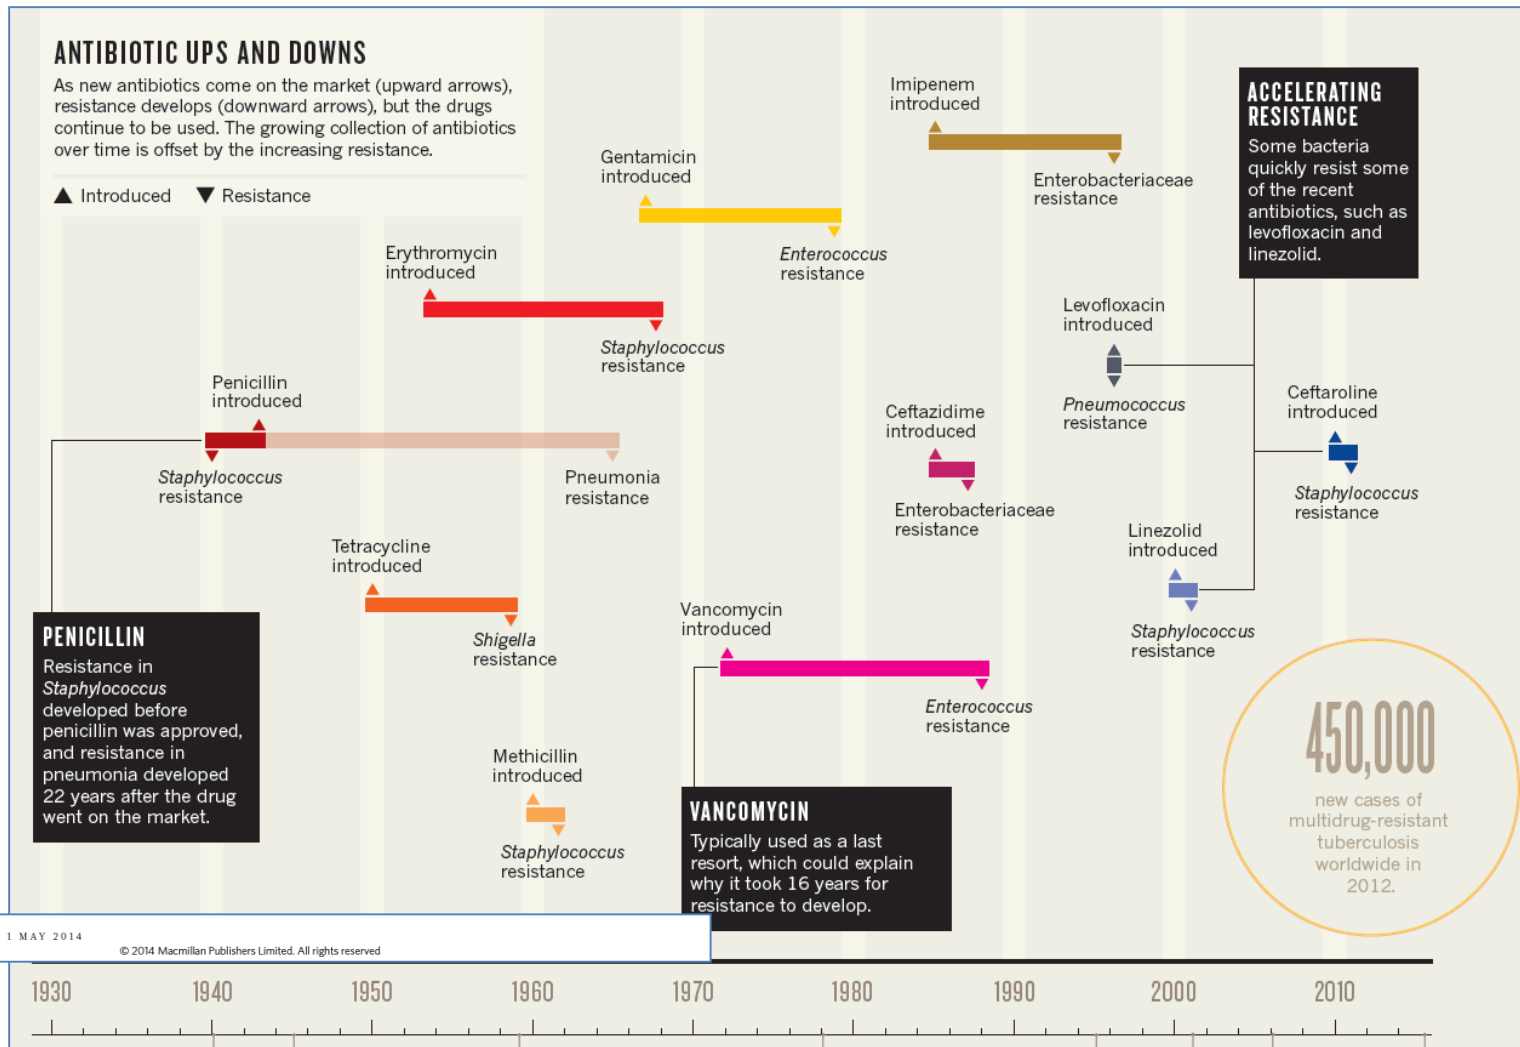 ANTIBIOTIC UPS AND DOWNS
As new antibiotics come on the market (upward arrows),
resistance develops (downward arrows), but the drugs
continue to be used. The growing collection of antibiotics
over time is offset by the increasing resistance.
Introduced
Resistance
Imipenem
introduced
Enterobacteriaceae
resistance
ACCELERATING
RESISTANCE
Some bacteria
quickly resist some
of the recent
antibiotics, such as
levofloxacin and
linezolid.
Gentamicin
introduced
Enterococcus
resistance
Erythromycin
introduced
Staphylococcus
resistance
Levofloxacin
introduced
Pneumococcus
resistance
Penicillin
introduced
Staphylococcus
resistance
Pneumonia
resistance
Ceftazidime
introduced
Enterobacteriaceae
resistance
Ceftaroline
introduced
Staphylococcus
resistance
Tetracycline
introduced
Shigella
resistance
Linezolid
introduced
Staphylococcus
resistance
Vancomycin
introduced
Enterococcus
resistance
PENICILLIN
Resistance in
Staphylococcus
developed before
penicillin was approved,
and resistance in
pneumonia developed
22 years after the drug
went on the market.
Methicillin
introduced
Staphylococcus
resistance
VANCOMYCIN
Typically used as a last
resort, which could explain
why it took 16 years for
resistance to develop.
450,000
new cases of
multidrug-resistant
tuberculosis
worldwide in
2012.
1 MAY 2014
© 2014 Macmillan Publishers Limited. All rights reserved
1930 1940 1950 1960 1970 1980 1990 2000 2010